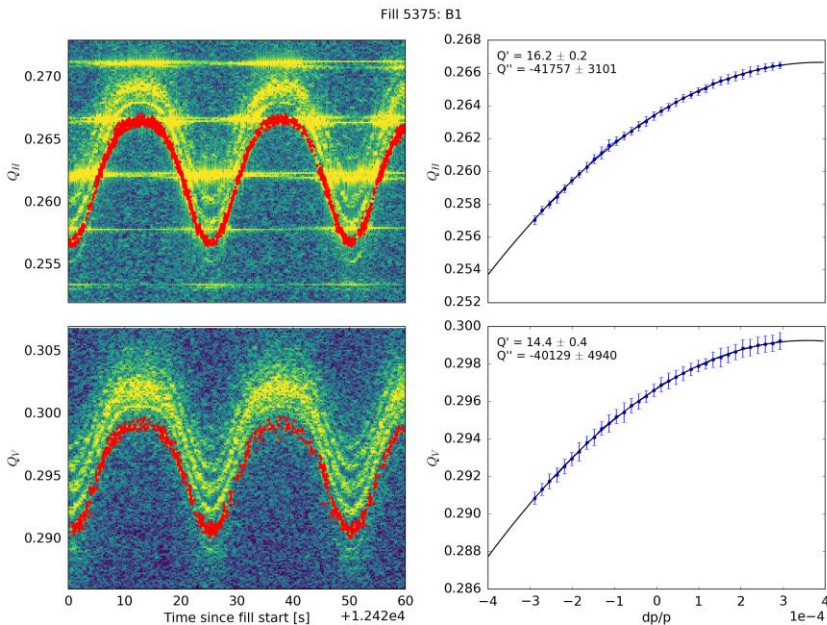 Fill 5375: B1
0.270
0.265
0.260
0.255
Q_H
Q' = 16.2 ± 0.2
Q'' = -41757 ± 3101
0.268
0.266
0.264
0.262
0.260
0.258
0.256
0.254
0.252
Q_H
0.305
0.300
0.295
0.290
Q_V
0 10 20 30 40 50 60
Time since fill start [s] +1.242e4
Q' = 14.4 ± 0.4
Q'' = -40129 ± 4940
0.300
0.298
0.296
0.294
0.292
0.290
0.288
0.286
Q_V
−4 −3 −2 −1 0 1 2 3 4
dp/p 1e−4